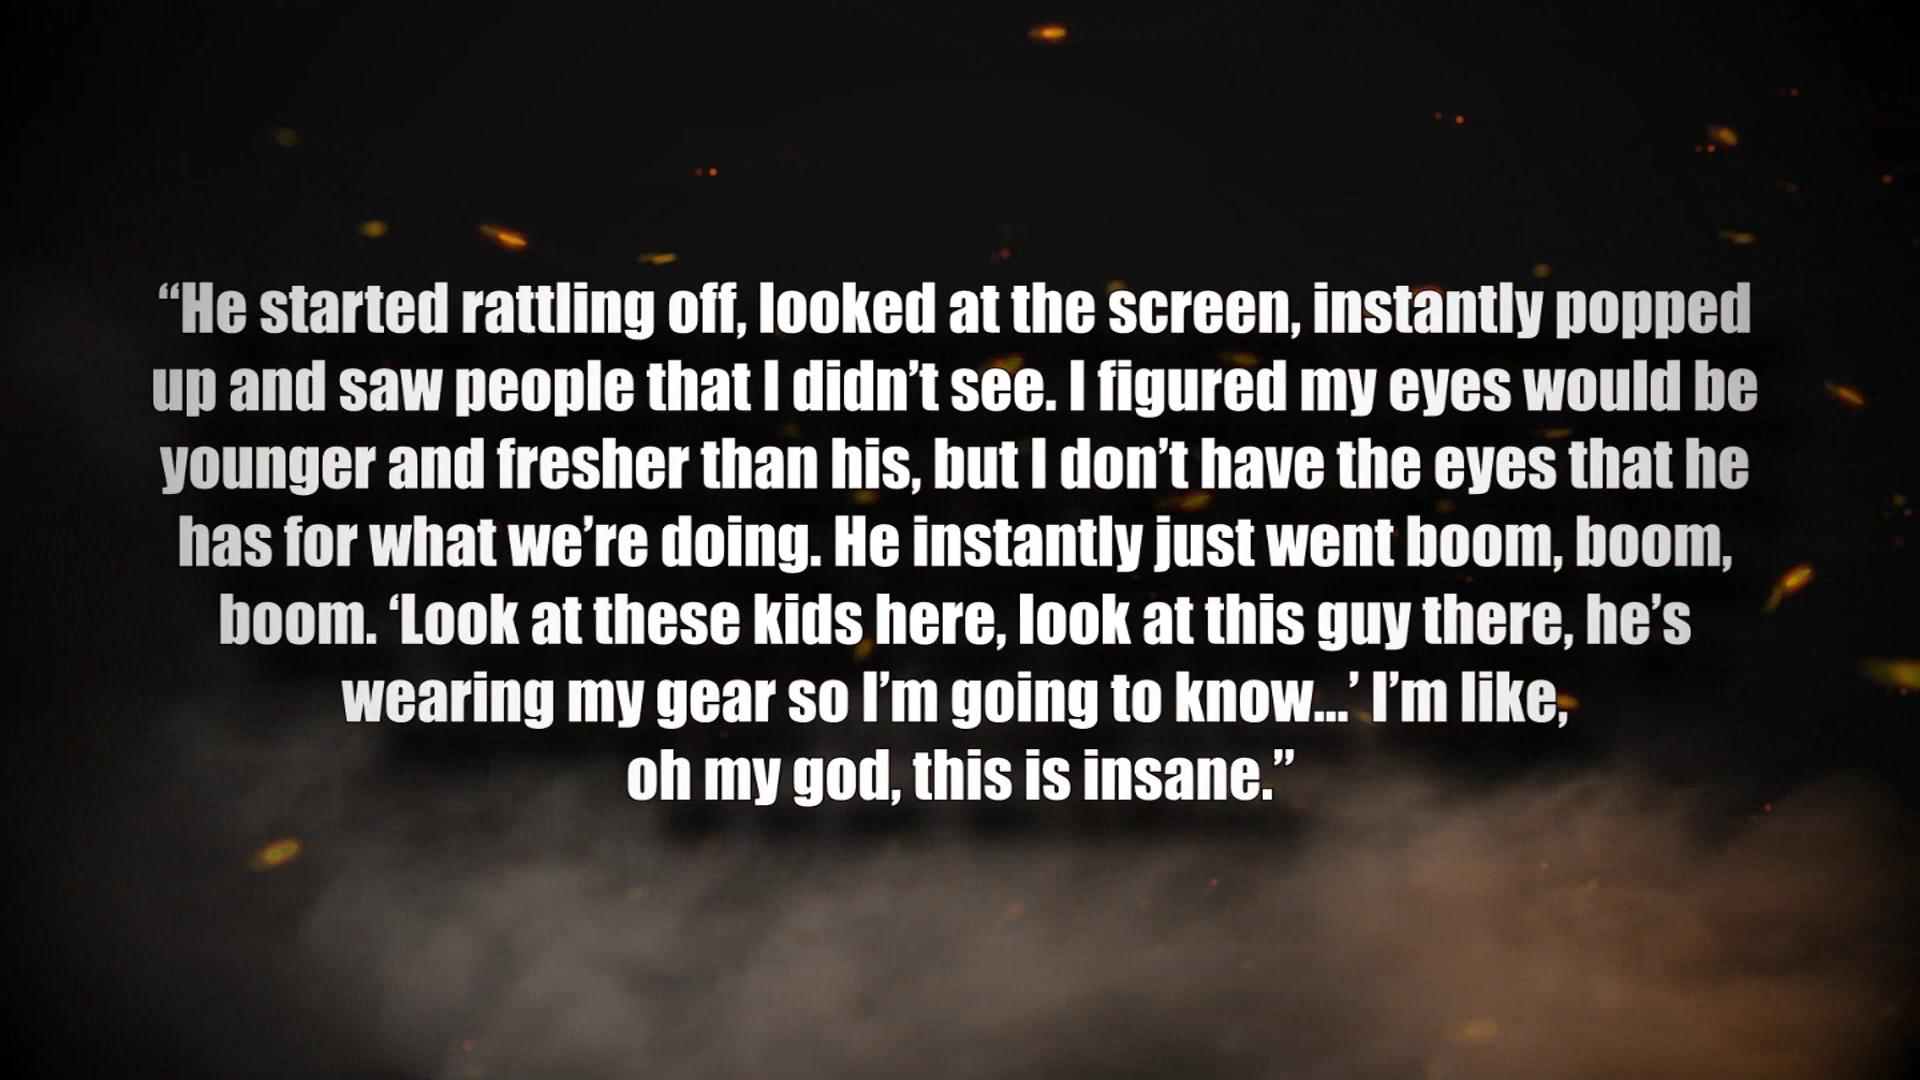 “He started rattling off, looked at the screen, instantly popped
up and saw people that I didn’t see. I figured my eyes would be
younger and fresher than his, but I don’t have the eyes that he
has for what we’re doing. He instantly just went boom, boom,
boom. ‘Look at these kids here, look at this guy there, he’s
wearing my gear so I’m going to know...’ I’m like,
oh my god, this is insane.”